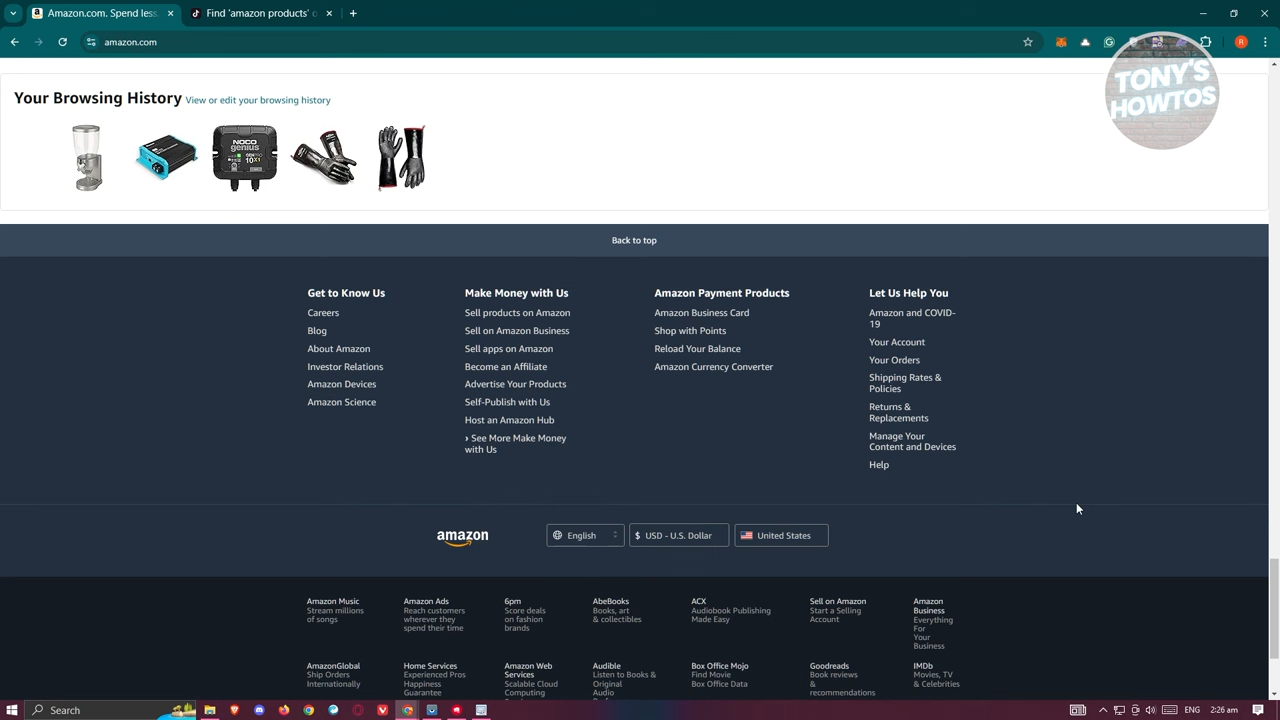 Amazon.com. Spend less
Find 'amazon products' o
amazon.com
TONY'S
HOWTOS
Your Browsing History View or edit your browsing history
NOCO
genius
Back to top
Get to Know Us
Careers
Blog
About Amazon
Investor Relations
Amazon Devices
Amazon Science
Make Money with Us
Sell products on Amazon
Sell on Amazon Business
Sell apps on Amazon
Become an Affiliate
Advertise Your Products
Self-Publish with Us
Host an Amazon Hub
› See More Make Money
with Us
Amazon Payment Products
Amazon Business Card
Shop with Points
Reload Your Balance
Amazon Currency Converter
Let Us Help You
Amazon and COVID-
19
Your Account
Your Orders
Shipping Rates &
Policies
Returns &
Replacements
Manage Your
Content and Devices
Help
amazon
English
$ USD - U.S. Dollar
United States
Amazon Music
Stream millions
of songs
Amazon Ads
Reach customers
wherever they
spend their time
6pm
Score deals
on fashion
brands
AbeBooks
Books, art
& collectibles
ACX
Audiobook Publishing
Made Easy
Sell on Amazon
Start a Selling
Account
Amazon
Business
Everything
For
Your
Business
AmazonGlobal
Ship Orders
Internationally
Home Services
Experienced Pros
Happiness
Guarantee
Amazon Web
Services
Scalable Cloud
Computing
Audible
Listen to Books &
Original
Audio
Box Office Mojo
Find Movie
Box Office Data
Goodreads
Book reviews
&
recommendations
IMDb
Movies, TV
& Celebrities
Search
2:26 am